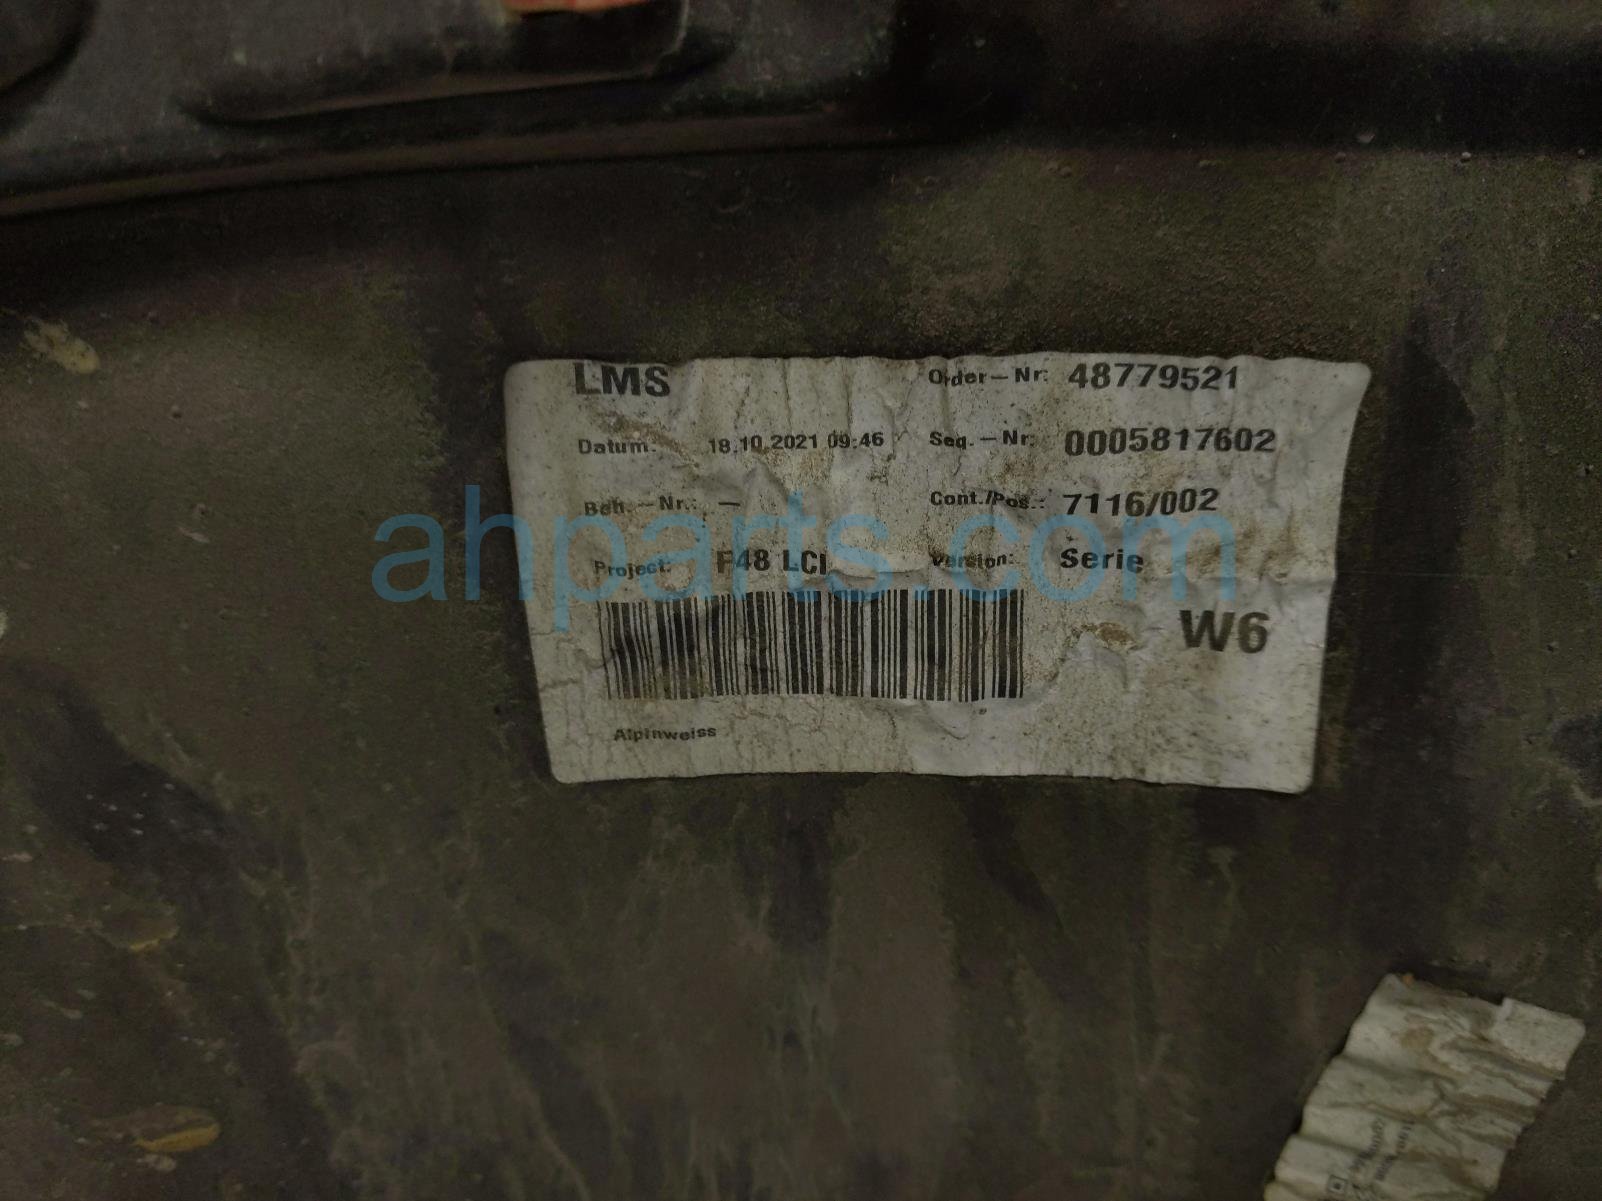 LMS Order-Nr: 48779521
Datum: 18.10.2021 09:46 Seq.-Nr: 0005817602
Beh.-Nr.: - Cont./Pos.: 7116/002
Project: F48 LCI Version: Serie
W6
Alpinweiss
ahparts.com